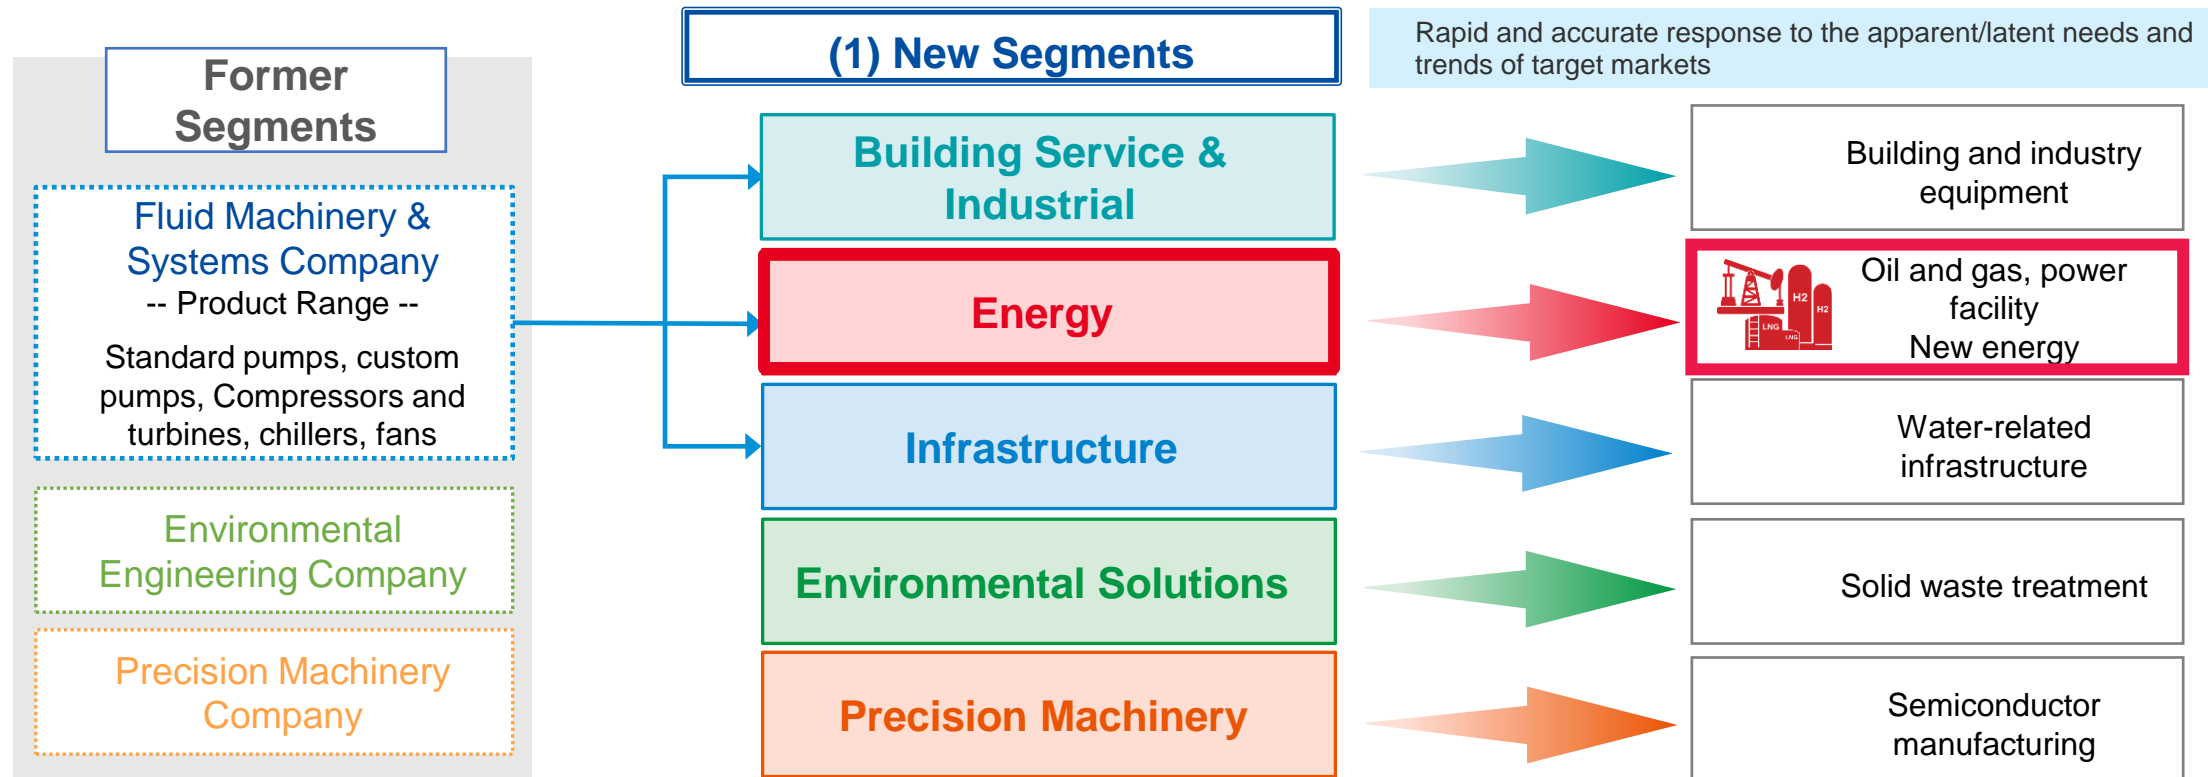 Former
Segments
Fluid Machinery &
Systems Company
-- Product Range --
Standard pumps, custom
pumps, Compressors and
turbines, chillers, fans
Environmental
Engineering Company
Precision Machinery
Company
(1) New Segments
Building Service &
Industrial
Energy
Infrastructure
Environmental Solutions
Precision Machinery
Rapid and accurate response to the apparent/latent needs and
trends of target markets
Building and industry
equipment
H2
H2
LNG
LNG
Oil and gas, power
facility
New energy
Water-related
infrastructure
Solid waste treatment
Semiconductor
manufacturing